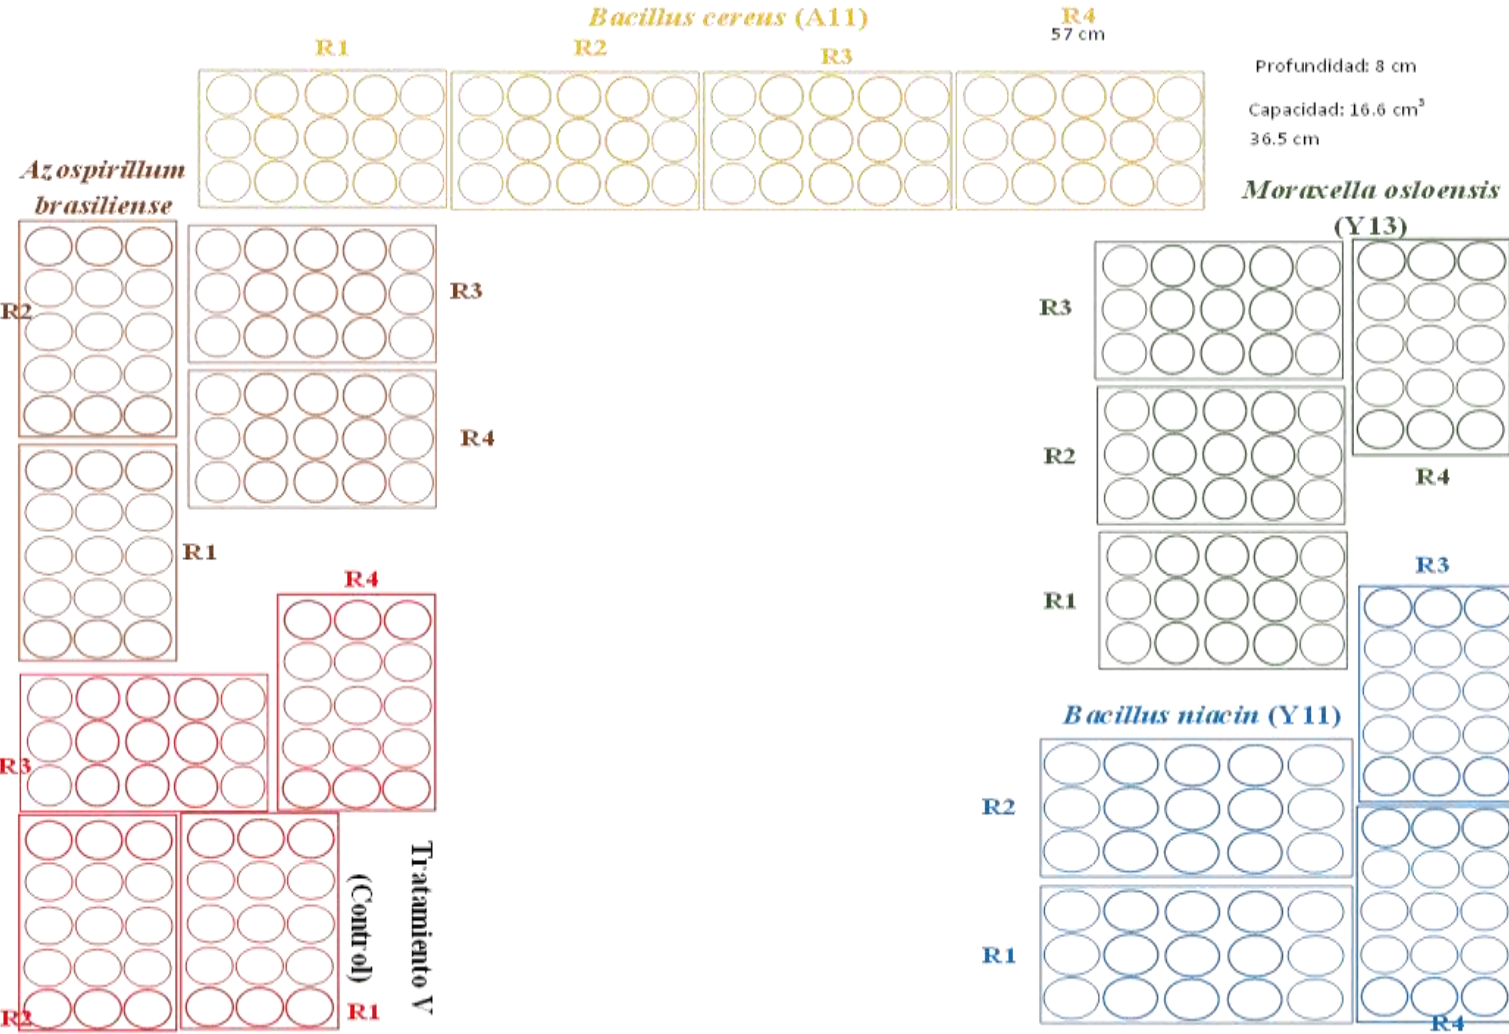 Bacillus cereus (A11)
R1
R2
R3
R4
57 cm
Profundidad: 8 cm
Capacidad: 16.6 cm³
36.5 cm
Azospirillum
brasiliense
R2
R3
R4
R1
Moraxella osloensis
(Y13)
R3
R2
R4
R1
R4
R3
R2
R1
Tratamiento V
(Control)
Bacillus niacin (Y11)
R3
R2
R1
R4